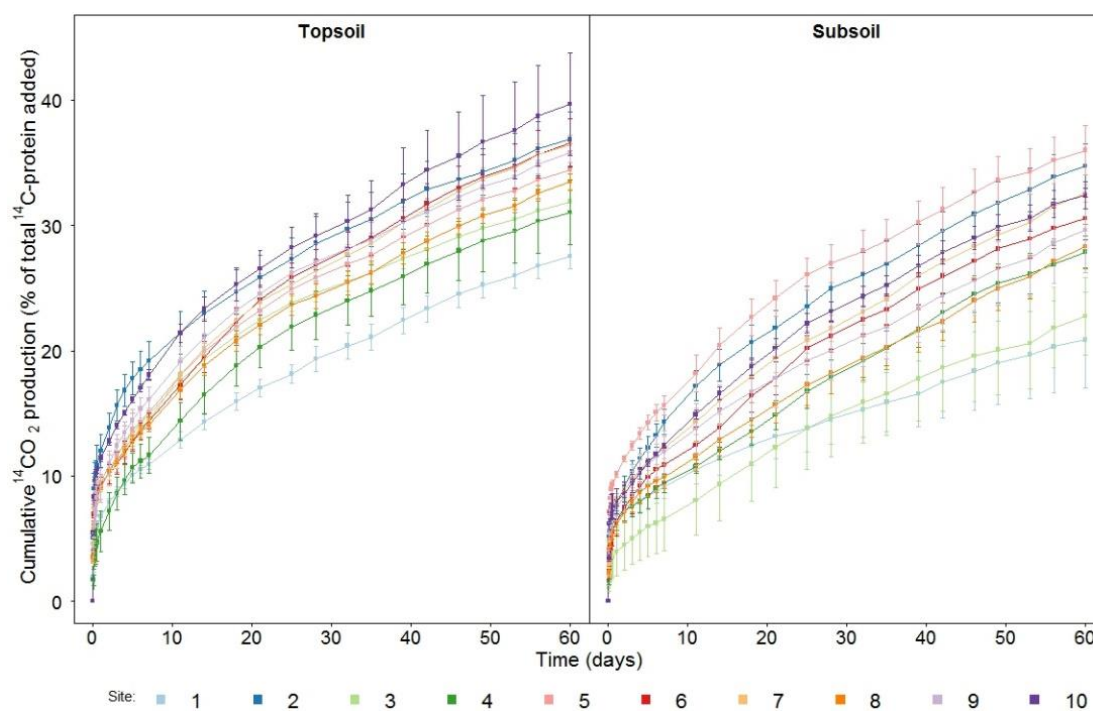 Topsoil
Subsoil
Cumulative ¹⁴CO ₂ production (% of total ¹⁴C-protein added)
40
30
20
10
0
0 10 20 30 40 50 60
0 10 20 30 40 50 60
Time (days)
Site: 1 2 3 4 5 6 7 8 9 10